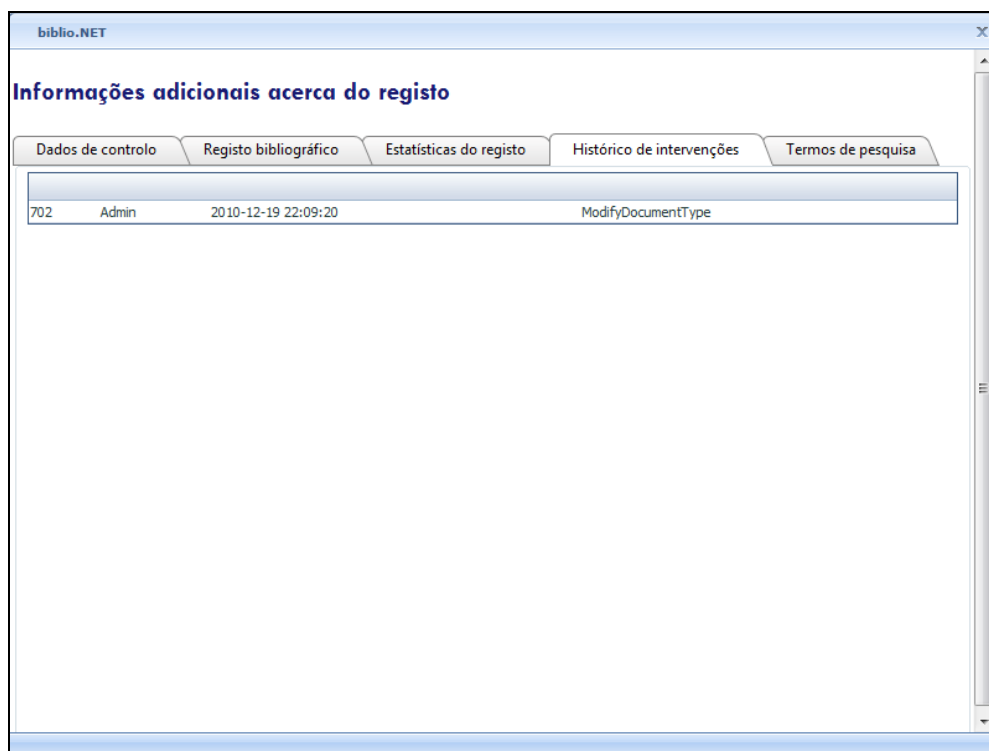 biblio.NET X
Informações adicionais acerca do registo
Dados de controlo Registo bibliográfico Estatísticas do registo Histórico de intervenções Termos de pesquisa
702 Admin 2010-12-19 22:09:20 ModifyDocumentType